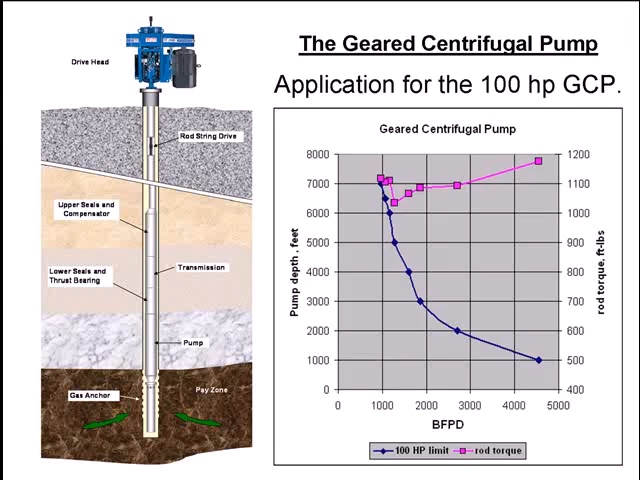 The Geared Centrifugal Pump
Application for the 100 hp GCP.
Drive Head
Rod String Drive
Upper Seals and
Compensator
Transmission
Lower Seals and
Thrust Bearing
Pump
Pay Zone
Gas Anchor
Geared Centrifugal Pump
Pump depth , feet
8000
7000
6000
5000
4000
3000
2000
1000
0
1200
1100
1000
900
800
700
600
500
400
rod torque, ft-lbs
0 1000 2000 3000 4000 5000
BFPD
100 HP limit rod torque